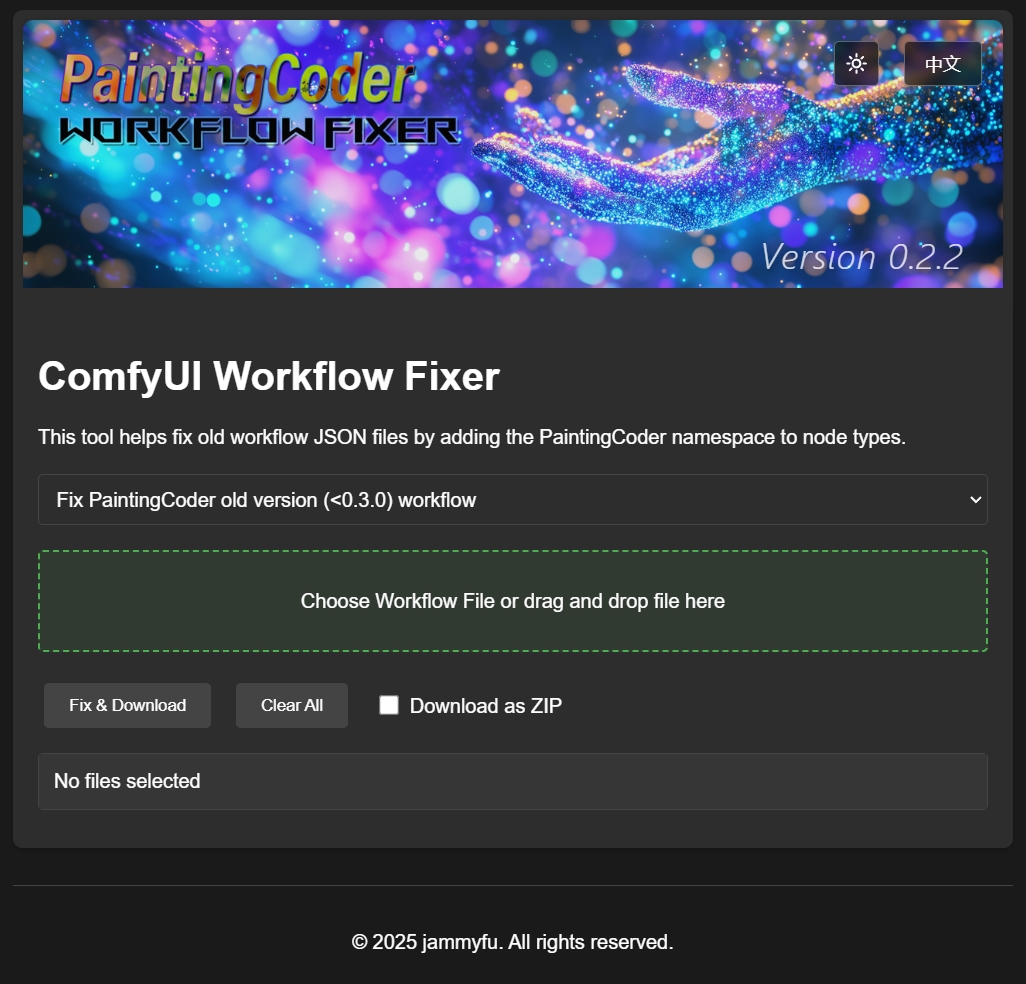 PaintingCoder
WORKFLOW FIXER
中文
Version 0.2.2
ComfyUI Workflow Fixer
This tool helps fix old workflow JSON files by adding the PaintingCoder namespace to node types.
Fix PaintingCoder old version (<0.3.0) workflow
Choose Workflow File or drag and drop file here
Fix & Download
Clear All
Download as ZIP
No files selected
© 2025 jammyfu. All rights reserved.